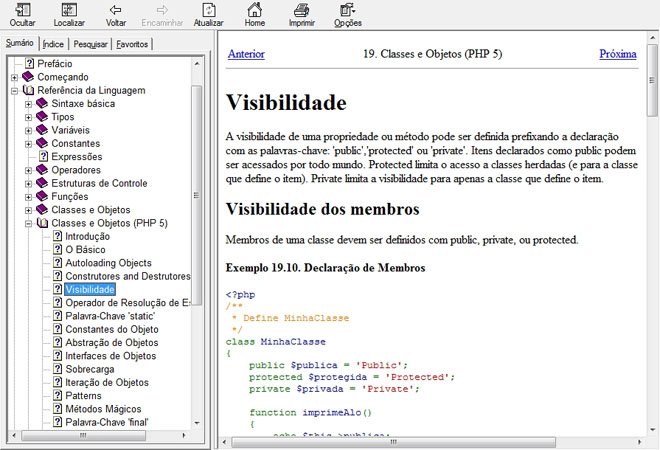 Ocultar Localizar Voltar Encaminhar Atualizar Home Imprimir Opções
Sumário Índice Pesquisar Favoritos
Prefácio
Começando
Referência da Linguagem
Sintaxe básica
Tipos
Variáveis
Constantes
Expressões
Operadores
Estruturas de Controle
Funções
Classes e Objetos
Classes e Objetos (PHP 5)
Introdução
O Básico
Autoloading Objects
Construtores and Destrutores
Visibilidade
Operador de Resolução de Es
Palavra-Chave 'static'
Constantes do Objeto
Abstração de Objetos
Interfaces de Objetos
Sobrecarga
Iteração de Objetos
Patterns
Métodos Mágicos
Palavra-Chave 'final'
Anterior 19. Classes e Objetos (PHP 5) Próxima
Visibilidade
A visibilidade de uma propriedade ou método pode ser definida prefixando a declaração
com as palavras-chave: 'public','protected' ou 'private'. Itens declarados como public podem
ser acessados por todo mundo. Protected limita o acesso a classes herdadas (e para a classe
que define o item). Private limita a visibilidade para apenas a classe que define o item.
Visibilidade dos membros
Membros de uma classe devem ser definidos com public, private, ou protected.
Exemplo 19.10. Declaração de Membros
<?php
/**
* Define MinhaClasse
*/
class MinhaClasse
{
public $publica = 'Public';
protected $protegida = 'Protected';
private $privada = 'Private';
function imprimeAlo()
{
echo $this->publica;